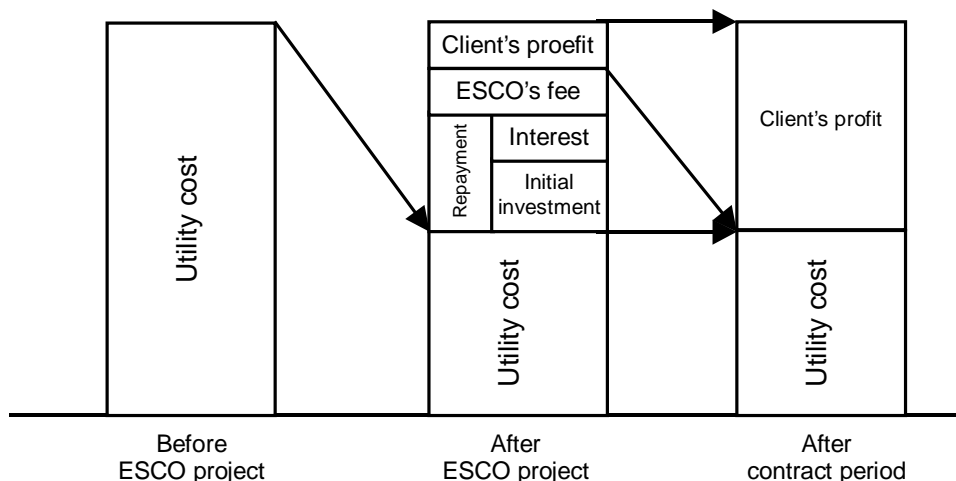 Utility cost
Client's proefit
ESCO's fee
Repayment
Interest
Initial
investment
Utility cost
Client's profit
Utility cost
Before
ESCO project
After
ESCO project
After
contract period